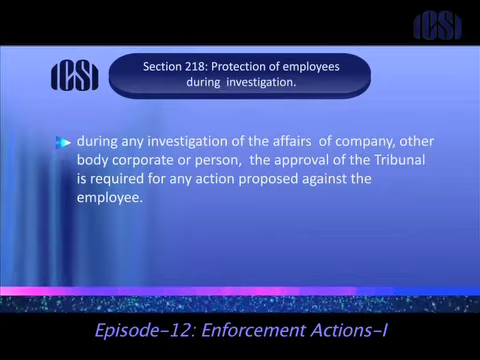 ICSI
ICSI
Section 218: Protection of employees
during investigation.
during any investigation of the affairs of company, other
body corporate or person, the approval of the Tribunal
is required for any action proposed against the
employee.
Episode-12: Enforcement Actions-I